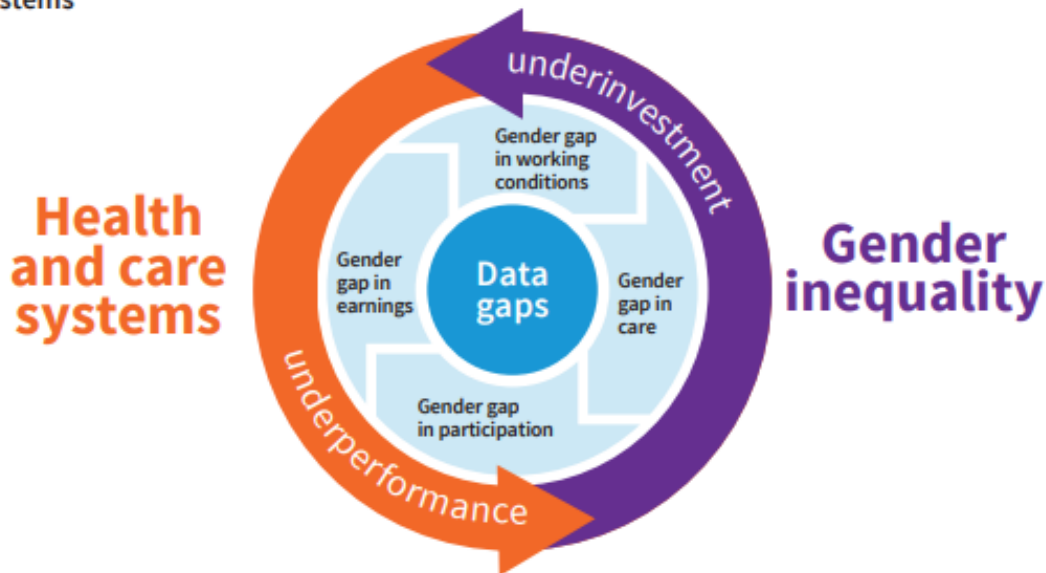 underinvestment
Gender gap
in working
conditions
Health
and care
systems
Gender
gap in
earnings
Data
gaps
Gender
gap in
care
Gender
inequality
Gender gap
in participation
underperformance